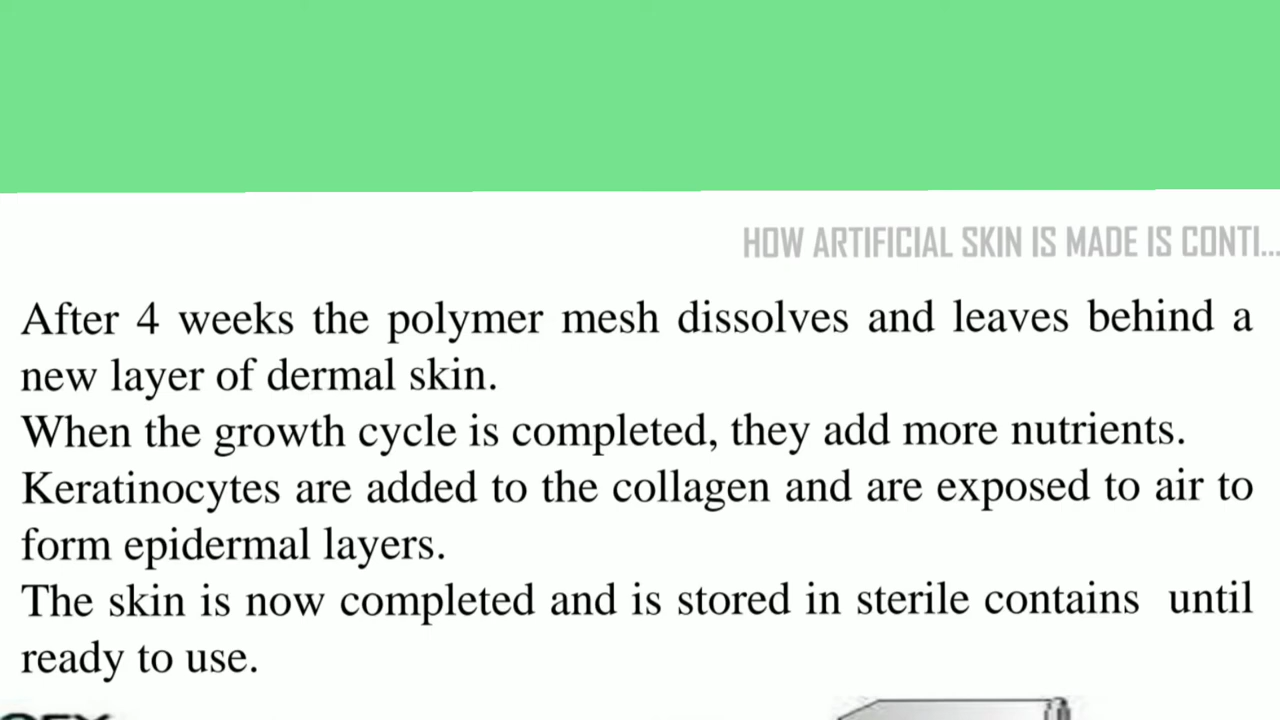 HOW ARTIFICIAL SKIN IS MADE IS CONTI...
After 4 weeks the polymer mesh dissolves and leaves behind a
new layer of dermal skin.
When the growth cycle is completed, they add more nutrients.
Keratinocytes are added to the collagen and are exposed to air to
form epidermal layers.
The skin is now completed and is stored in sterile contains until
ready to use.